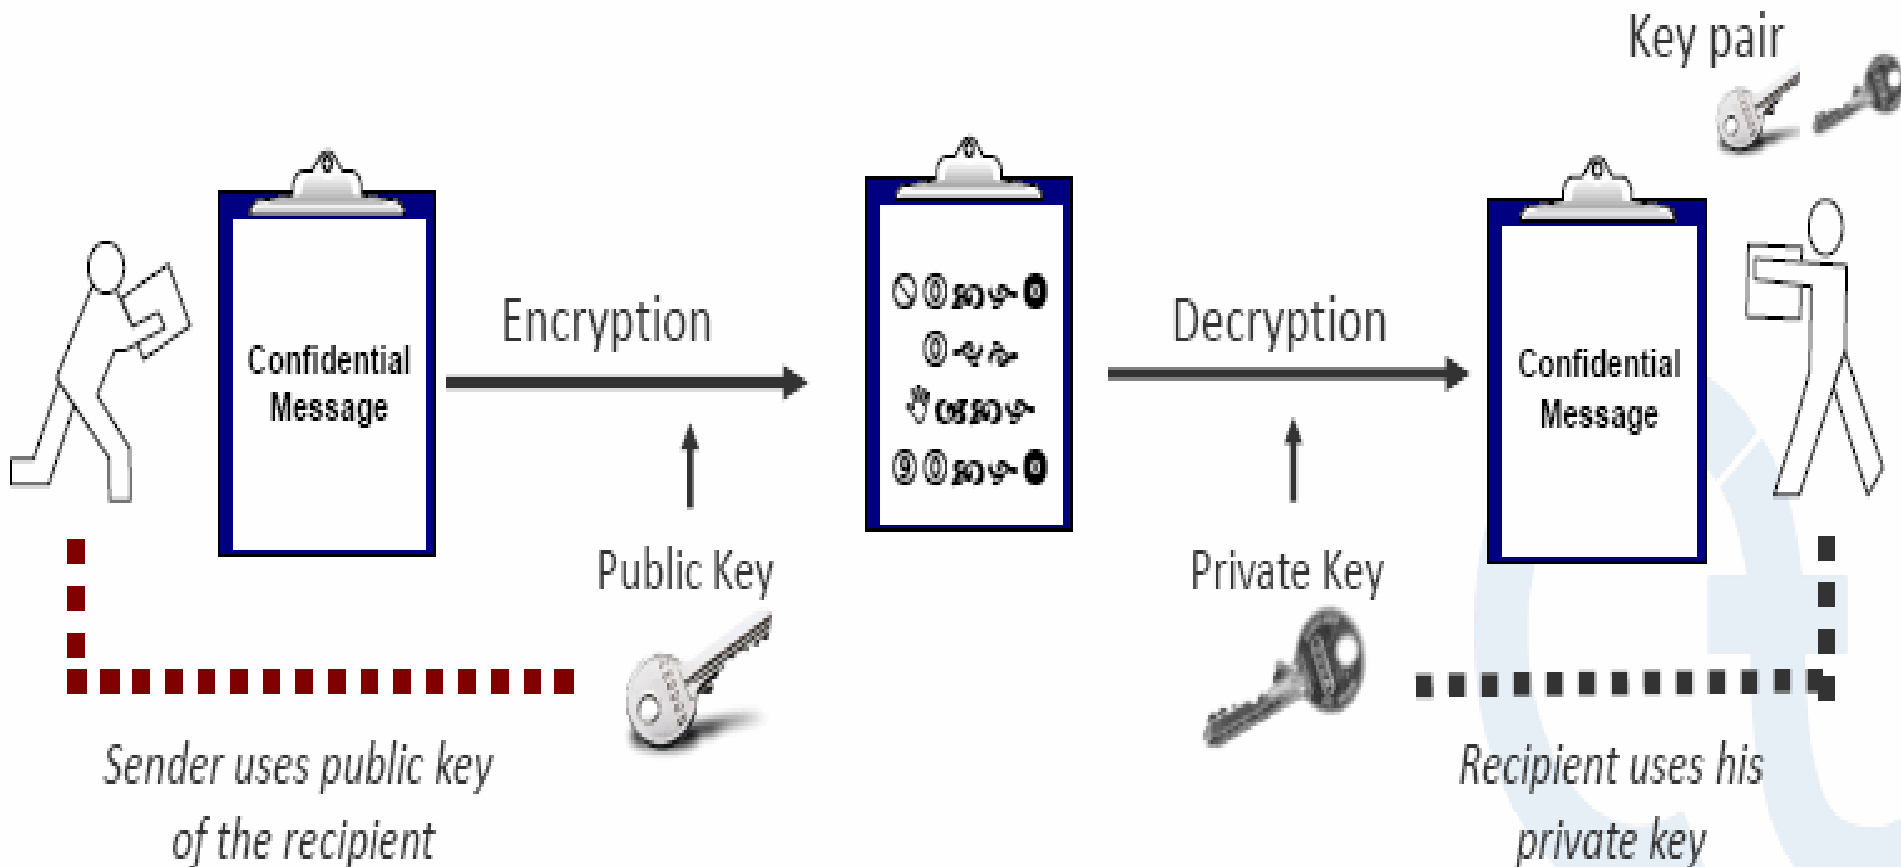 Key pair
Confidential
Message
Encryption
Decryption
Confidential
Message
Public Key
Private Key
Sender uses public key
of the recipient
Recipient uses his
private key